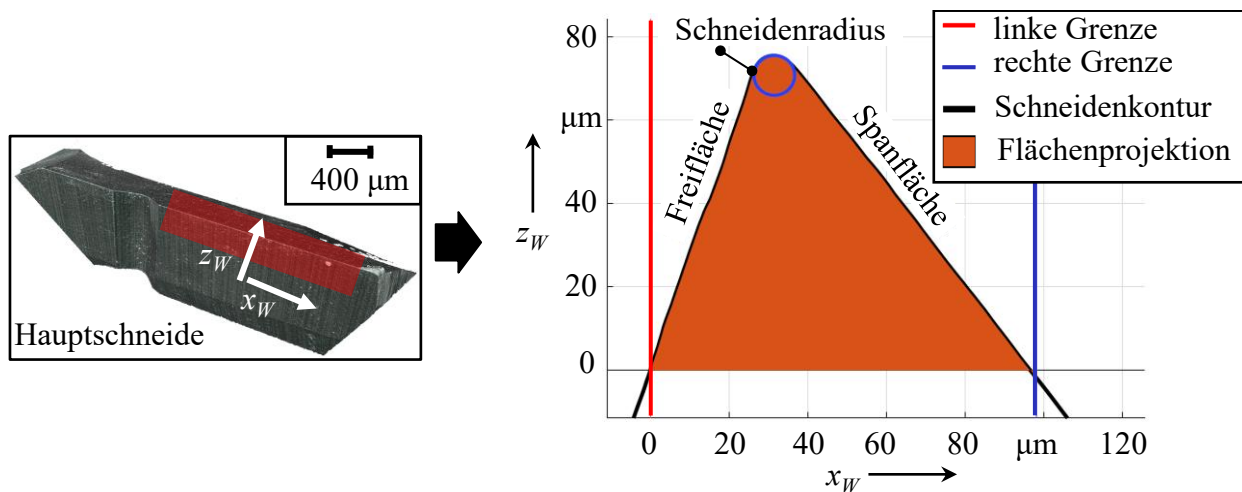 400 μm
z_W
x_W
Hauptschneide
Schneidenradius
Freifläche
Spanfläche
80
μm
40
20
0
z_W
0
20
40
60
80
μm
120
x_W
linke Grenze
rechte Grenze
Schneidenkontur
Flächenprojektion